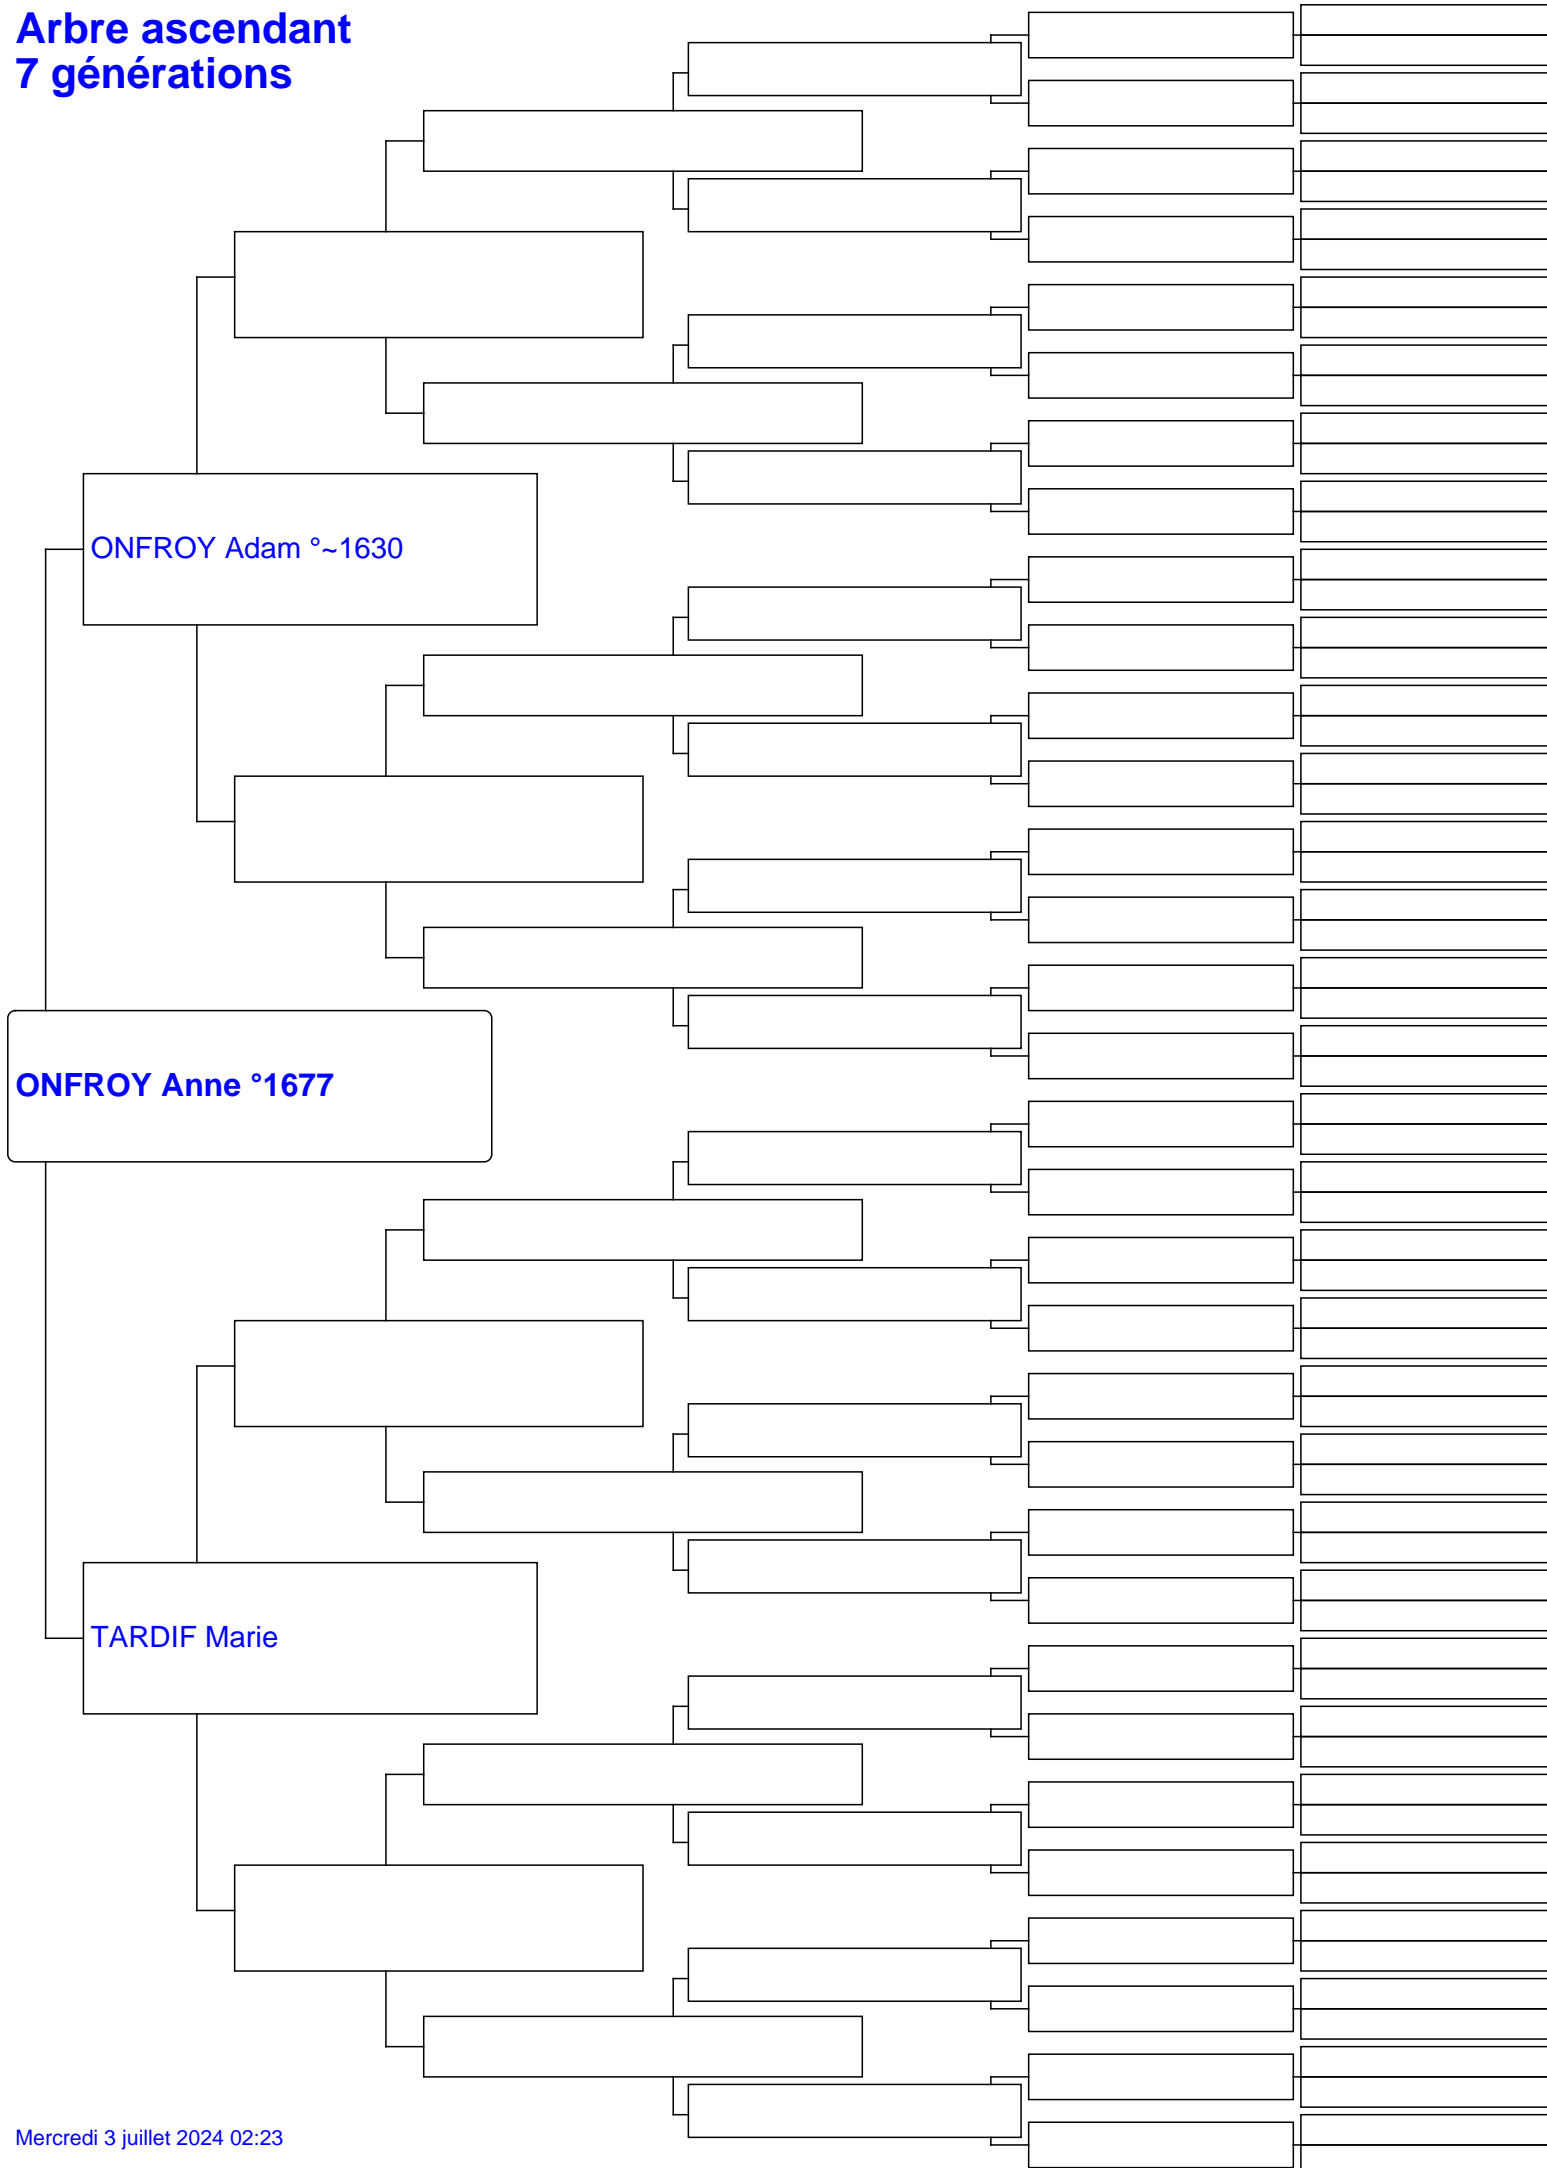 Arbre ascendant
7 générations
ONFROY Adam °~1630
ONFROY Anne °1677
TARDIF Marie
Mercredi 3 juillet 2024 02:23